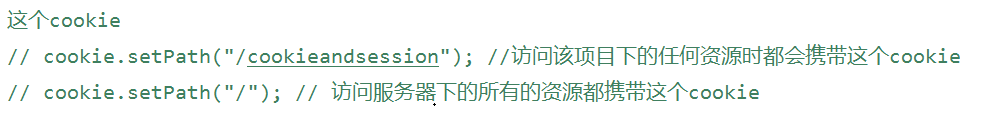 这个cookie
// cookie.setPath("/cookieandsession"); //访问该项目下的任何资源时都会携带这个cookie
// cookie.setPath("/"); // 访问服务器下的所有的资源都携带这个cookie